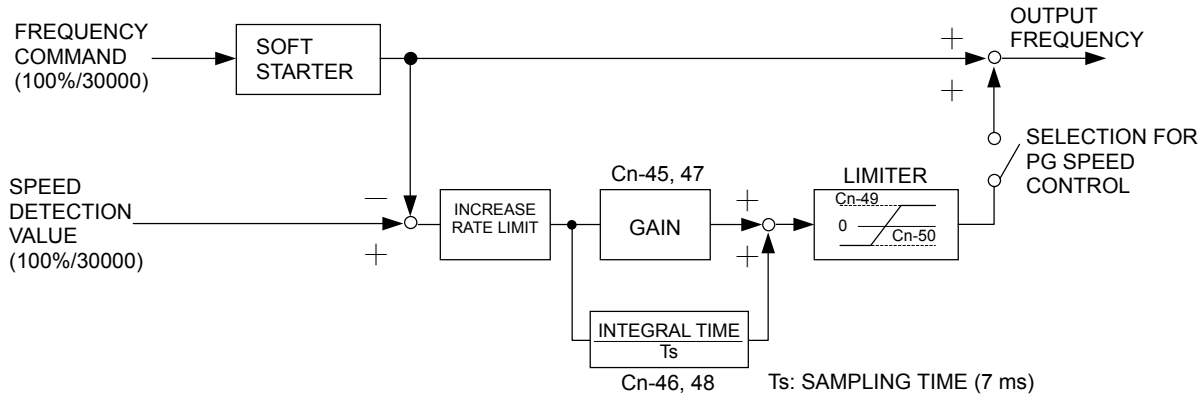 FREQUENCY
COMMAND
(100%/30000)
SOFT
STARTER
+
+
OUTPUT
FREQUENCY
SELECTION FOR
PG SPEED
CONTROL
SPEED
DETECTION
VALUE
(100%/30000)
−
+
INCREASE
RATE LIMIT
Cn-45, 47
GAIN
+
+
LIMITER
Cn-49
0
Cn-50
INTEGRAL TIME
Ts
Cn-46, 48
Ts: SAMPLING TIME (7 ms)